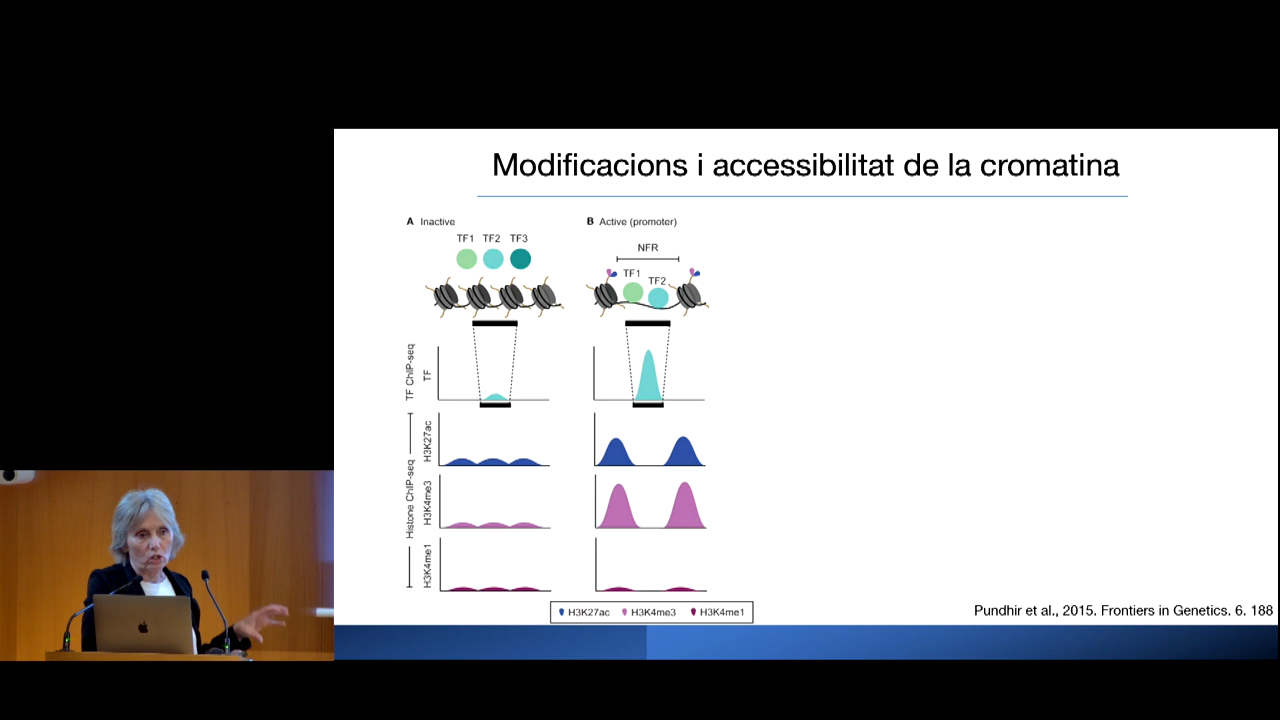 Modificacions i accessibilitat de la cromatina
A Inactive
TF1 TF2 TF3
B Active (promoter)
NFR
TF1
TF2
TF ChIP-seq
TF
Histone ChIP-seq
H3K27ac
H3K4me3
H3K4me1
H3K27ac H3K4me3 H3K4me1
Pundhir et al., 2015. Frontiers in Genetics. 6. 188